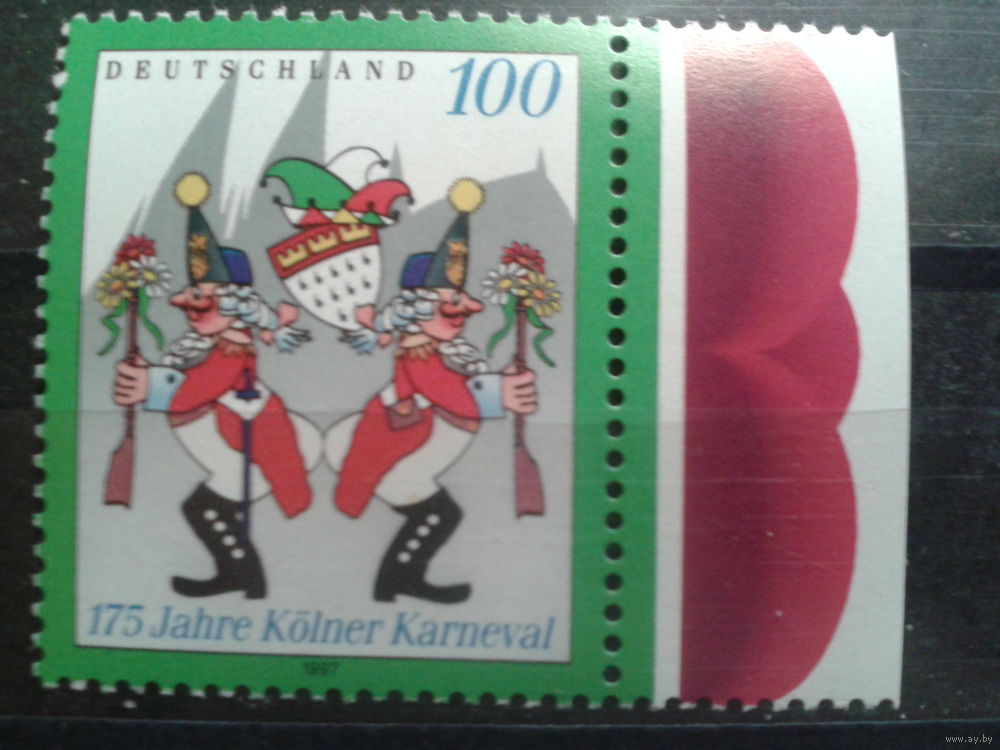 DEUTSCHLAND 100
175 Jahre Kölner Karneval
1997
www.ay.by